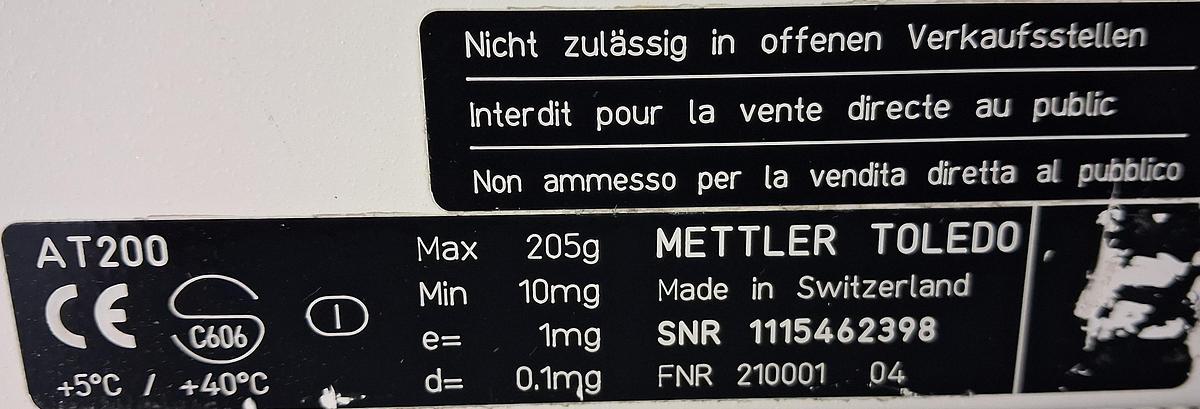 Nicht zulässig in offenen Verkaufsstellen
Interdit pour la vente directe au public
Non ammesso per la vendita diretta al pubblico
AT200
CE C606 I
+5°C / +40°C
Max 205g
Min 10mg
e= 1mg
d= 0.1mg
METTLER TOLEDO
Made in Switzerland
SNR 1115462398
FNR 210001 04